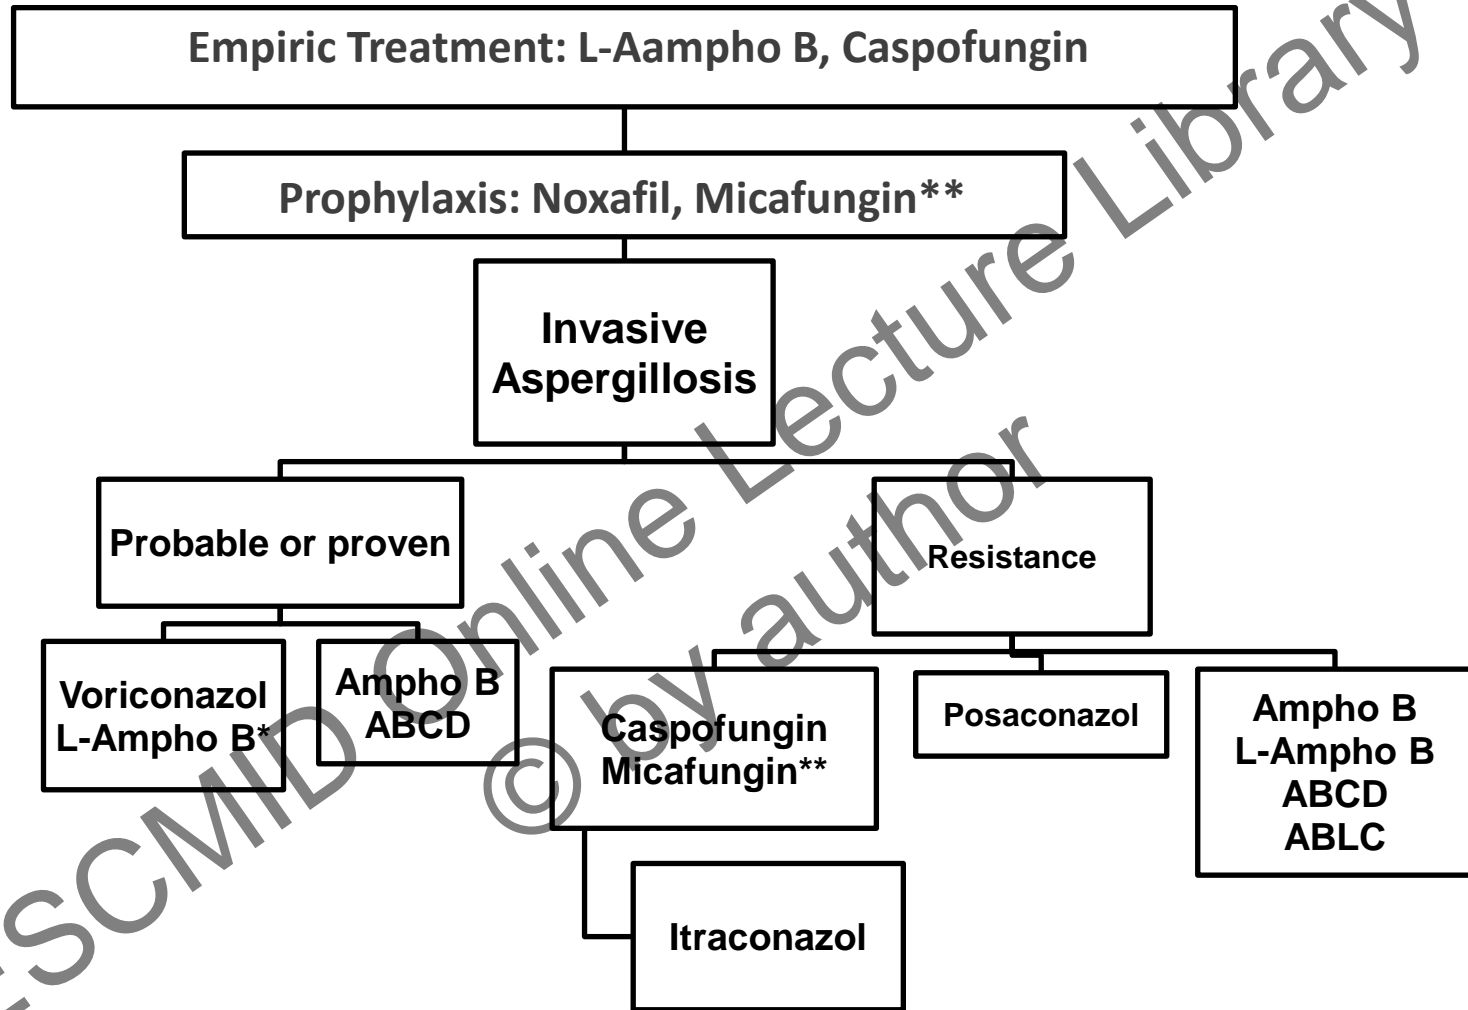 Empiric Treatment: L-Aampho B, Caspofungin
Prophylaxis: Noxafil, Micafungin**
Invasive
Aspergillosis
Probable or proven
Resistance
Voriconazol
L-Ampho B*
Ampho B
ABCD
Caspofungin
Micafungin**
Posaconazol
Ampho B
L-Ampho B
ABCD
ABLC
Itraconazol
ESCMID Online Lecture Library
© by author